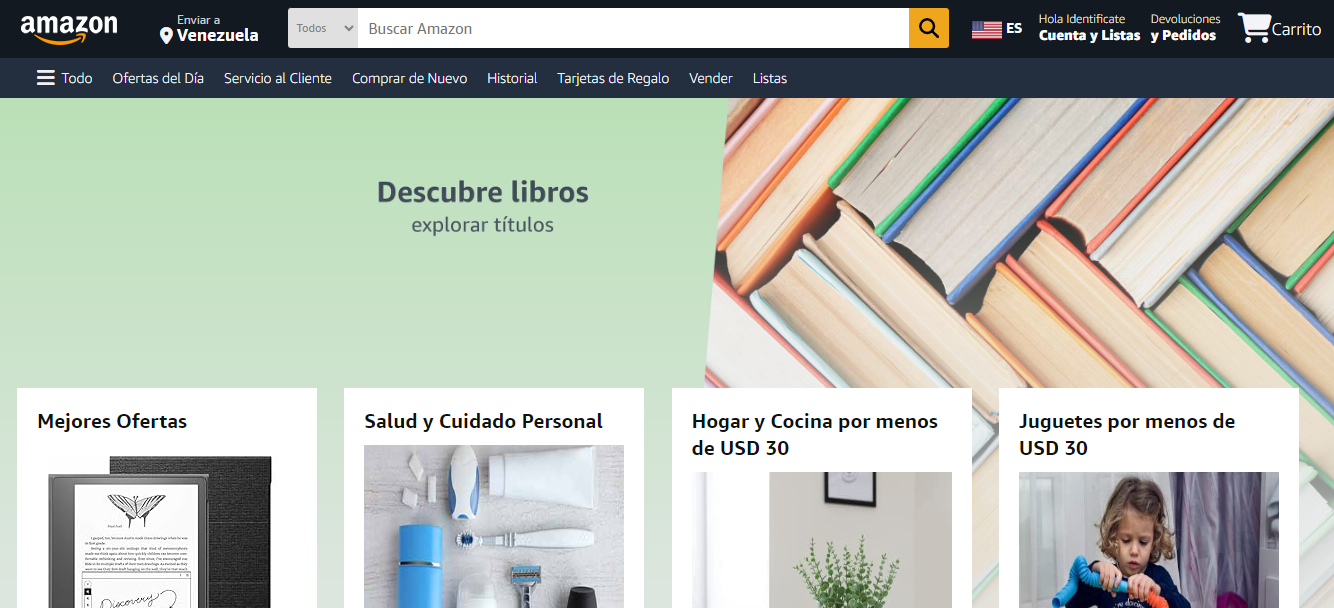 amazon
Enviar a
Venezuela
Todos
Buscar Amazon
ES
Hola Identificate
Cuenta y Listas
Devoluciones
y Pedidos
Carrito
Todo
Ofertas del Día
Servicio al Cliente
Comprar de Nuevo
Historial
Tarjetas de Regalo
Vender
Listas
Descubre libros
explorar títulos
Mejores Ofertas
Salud y Cuidado Personal
Hogar y Cocina por menos
de USD 30
Juguetes por menos de
USD 30
Discovery